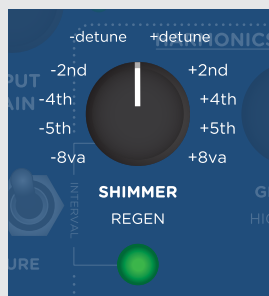 -detune +detune
HARMONICS
-2nd +2nd
-4th +4th
-5th +5th
-8va +8va
SHIMMER
REGEN
INTERVAL